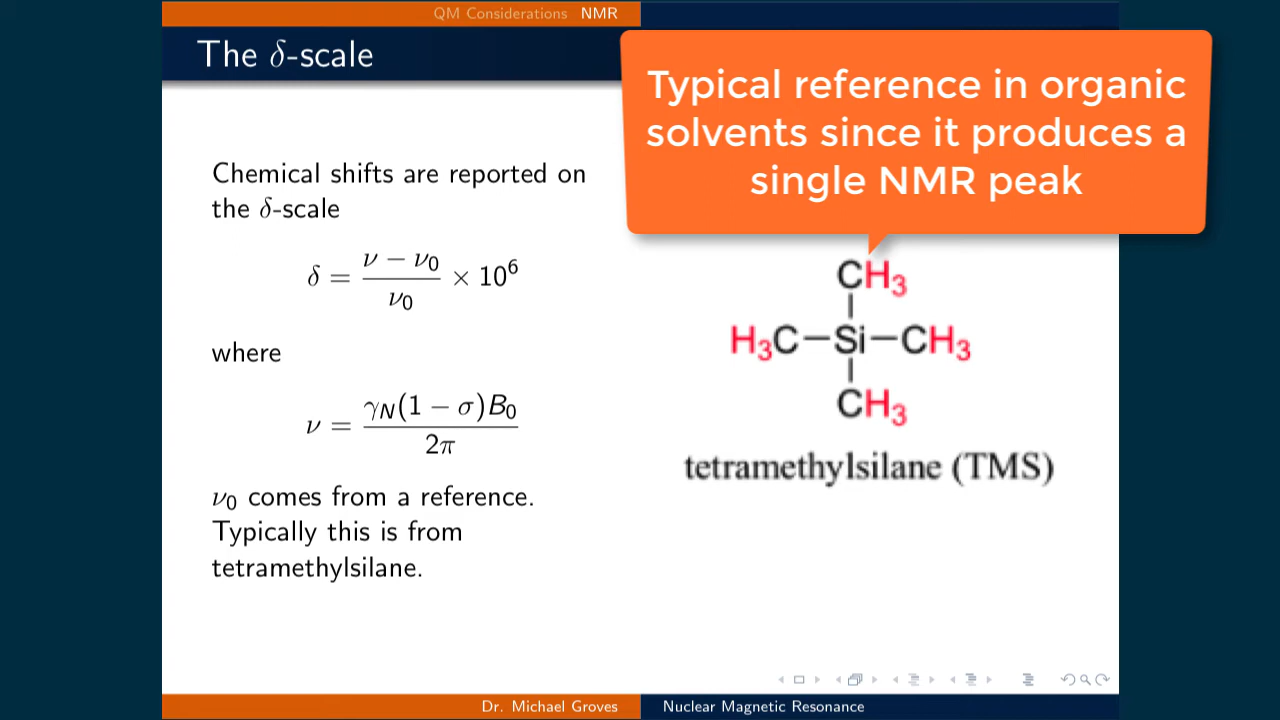 QM Considerations NMR
The δ-scale
Typical reference in organic
solvents since it produces a
single NMR peak
Chemical shifts are reported on
the δ-scale
δ = (ν − ν₀)/ν₀ × 10⁶
where
ν = γN(1 − σ)B₀/2π
ν₀ comes from a reference.
Typically this is from
tetramethylsilane.
CH₃
H₃C—Si—CH₃
CH₃
tetramethylsilane (TMS)
Dr. Michael Groves Nuclear Magnetic Resonance